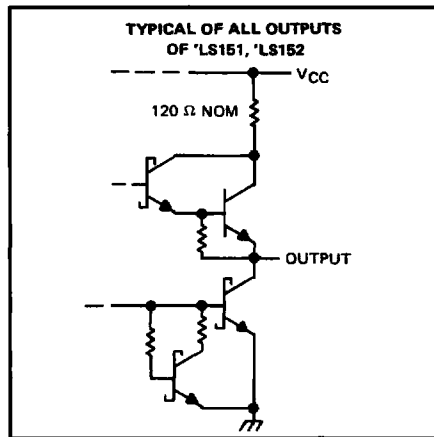 TYPICAL OF ALL OUTPUTS
OF 'LS151, 'LS152
VCC
120 Ω NOM
OUTPUT